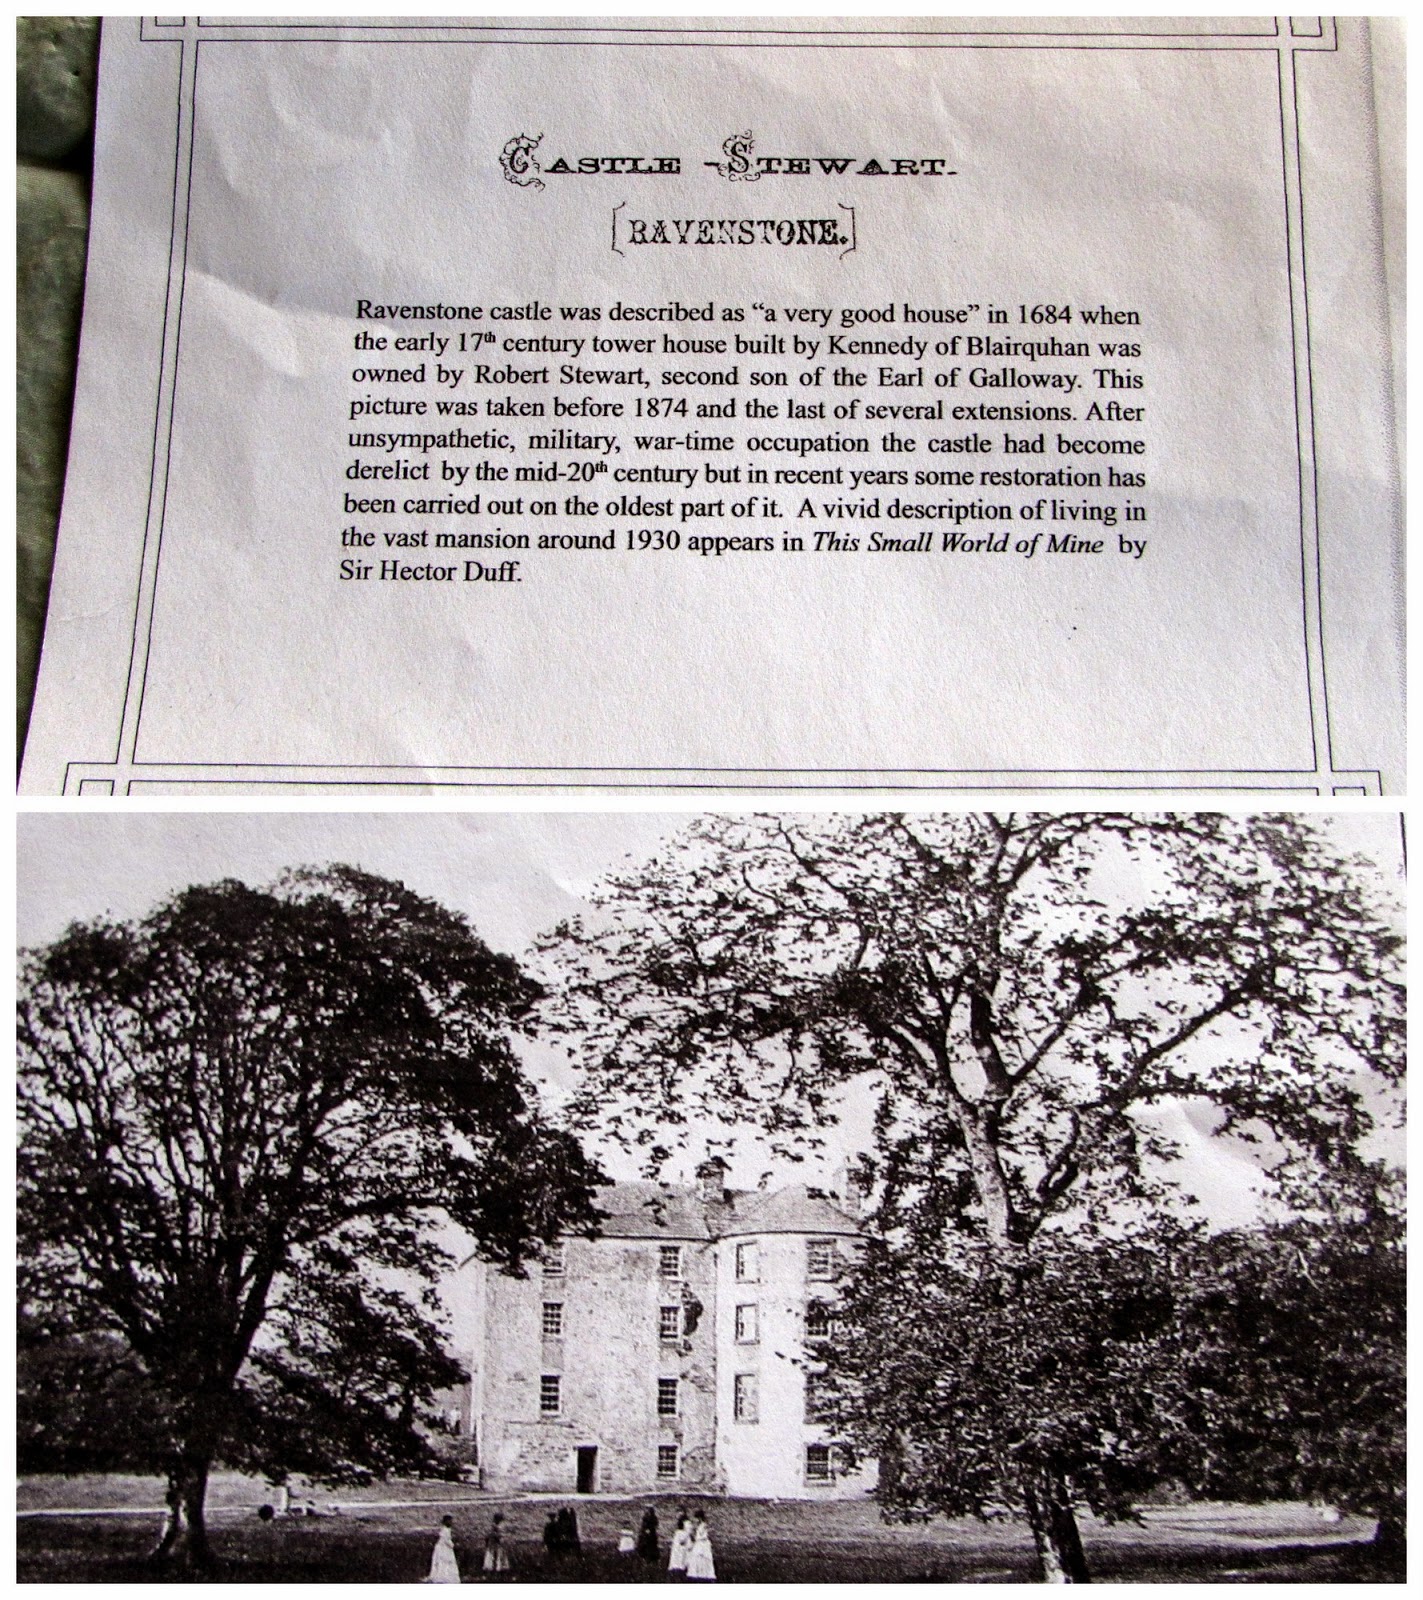 CASTLE STEWART.
[RAVENSTONE.]
Ravenstone castle was described as “a very good house” in 1684 when
the early 17th century tower house built by Kennedy of Blairquhan was
owned by Robert Stewart, second son of the Earl of Galloway. This
picture was taken before 1874 and the last of several extensions. After
unsympathetic, military, war-time occupation the castle had become
derelict by the mid-20th century but in recent years some restoration has
been carried out on the oldest part of it. A vivid description of living in
the vast mansion around 1930 appears in This Small World of Mine by
Sir Hector Duff.